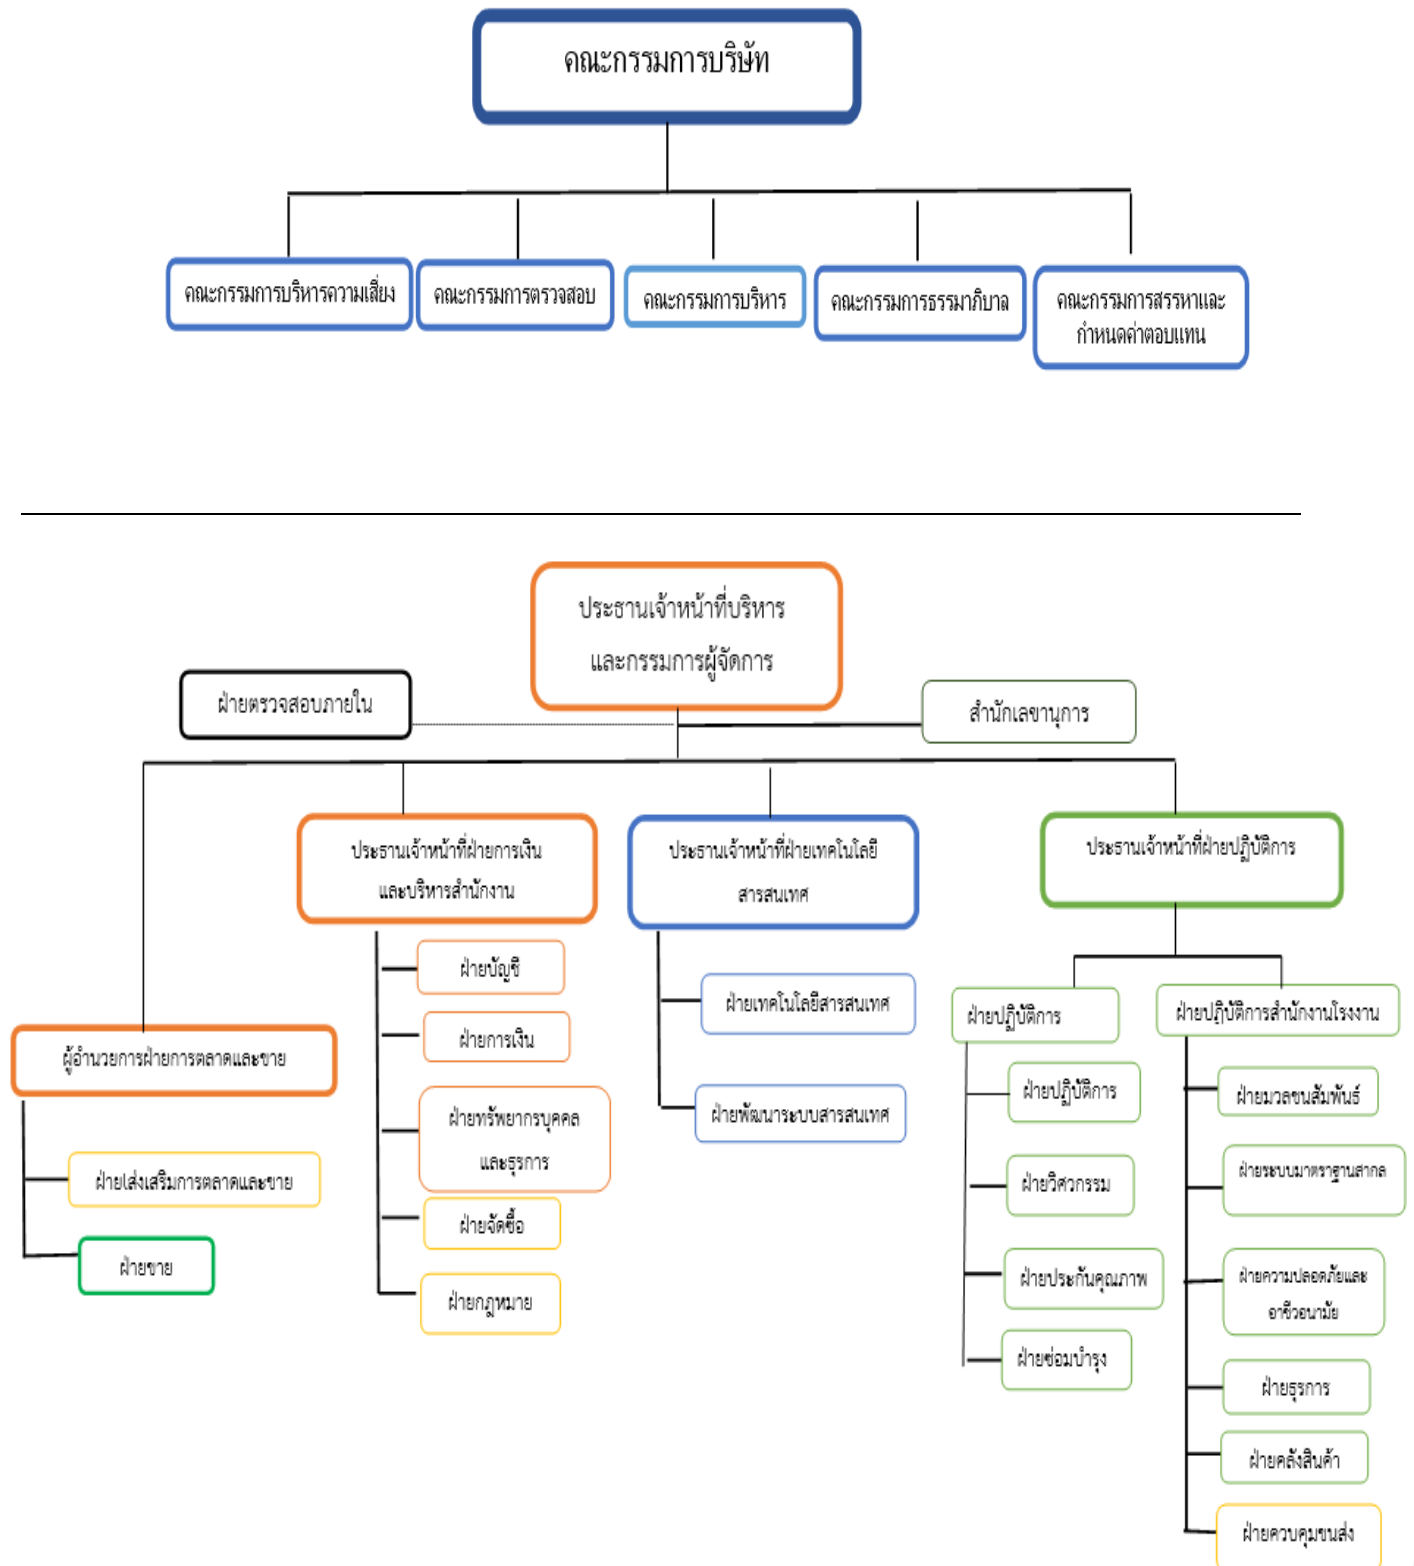 คณะกรรมการบริษัท
คณะกรรมการบริหารความเสี่ยง
คณะกรรมการตรวจสอบ
คณะกรรมการบริหาร
คณะกรรมการธรรมาภิบาล
คณะกรรมการสรรหาและ
กำหนดค่าตอบแทน
ประธานเจ้าหน้าที่บริหาร
และกรรมการผู้จัดการ
ฝ่ายตรวจสอบภายใน
สำนักเลขานุการ
ประธานเจ้าหน้าที่ฝ่ายการเงิน
และบริหารสำนักงาน
ประธานเจ้าหน้าที่ฝ่ายเทคโนโลยี
สารสนเทศ
ประธานเจ้าหน้าที่ฝ่ายปฏิบัติการ
ผู้อำนวยการฝ่ายการตลาดและขาย
ฝ่ายใส่งเสริมการตลาดและขาย
ฝ่ายขาย
ฝ่ายบัญชี
ฝ่ายการเงิน
ฝ่ายทรัพยากรบุคคล
และธุรการ
ฝ่ายจัดซื้อ
ฝ่ายกฎหมาย
ฝ่ายเทคโนโลยีสารสนเทศ
ฝ่ายพัฒนาระบบสารสนเทศ
ฝ่ายปฏิบัติการ
ฝ่ายปฏิบัติการ
ฝ่ายวิศวกรรม
ฝ่ายประกันคุณภาพ
ฝ่ายซ่อมบำรุง
ฝ่ายปฏิบัติการสำนักงานโรงงาน
ฝ่ายมวลชนสัมพันธ์
ฝ่ายระบบมาตราฐานสากล
ฝ่ายความปลอดภัยและ
อาชีวอนามัย
ฝ่ายธุรการ
ฝ่ายคลังสินค้า
ฝ่ายควบคุมขนส่ง